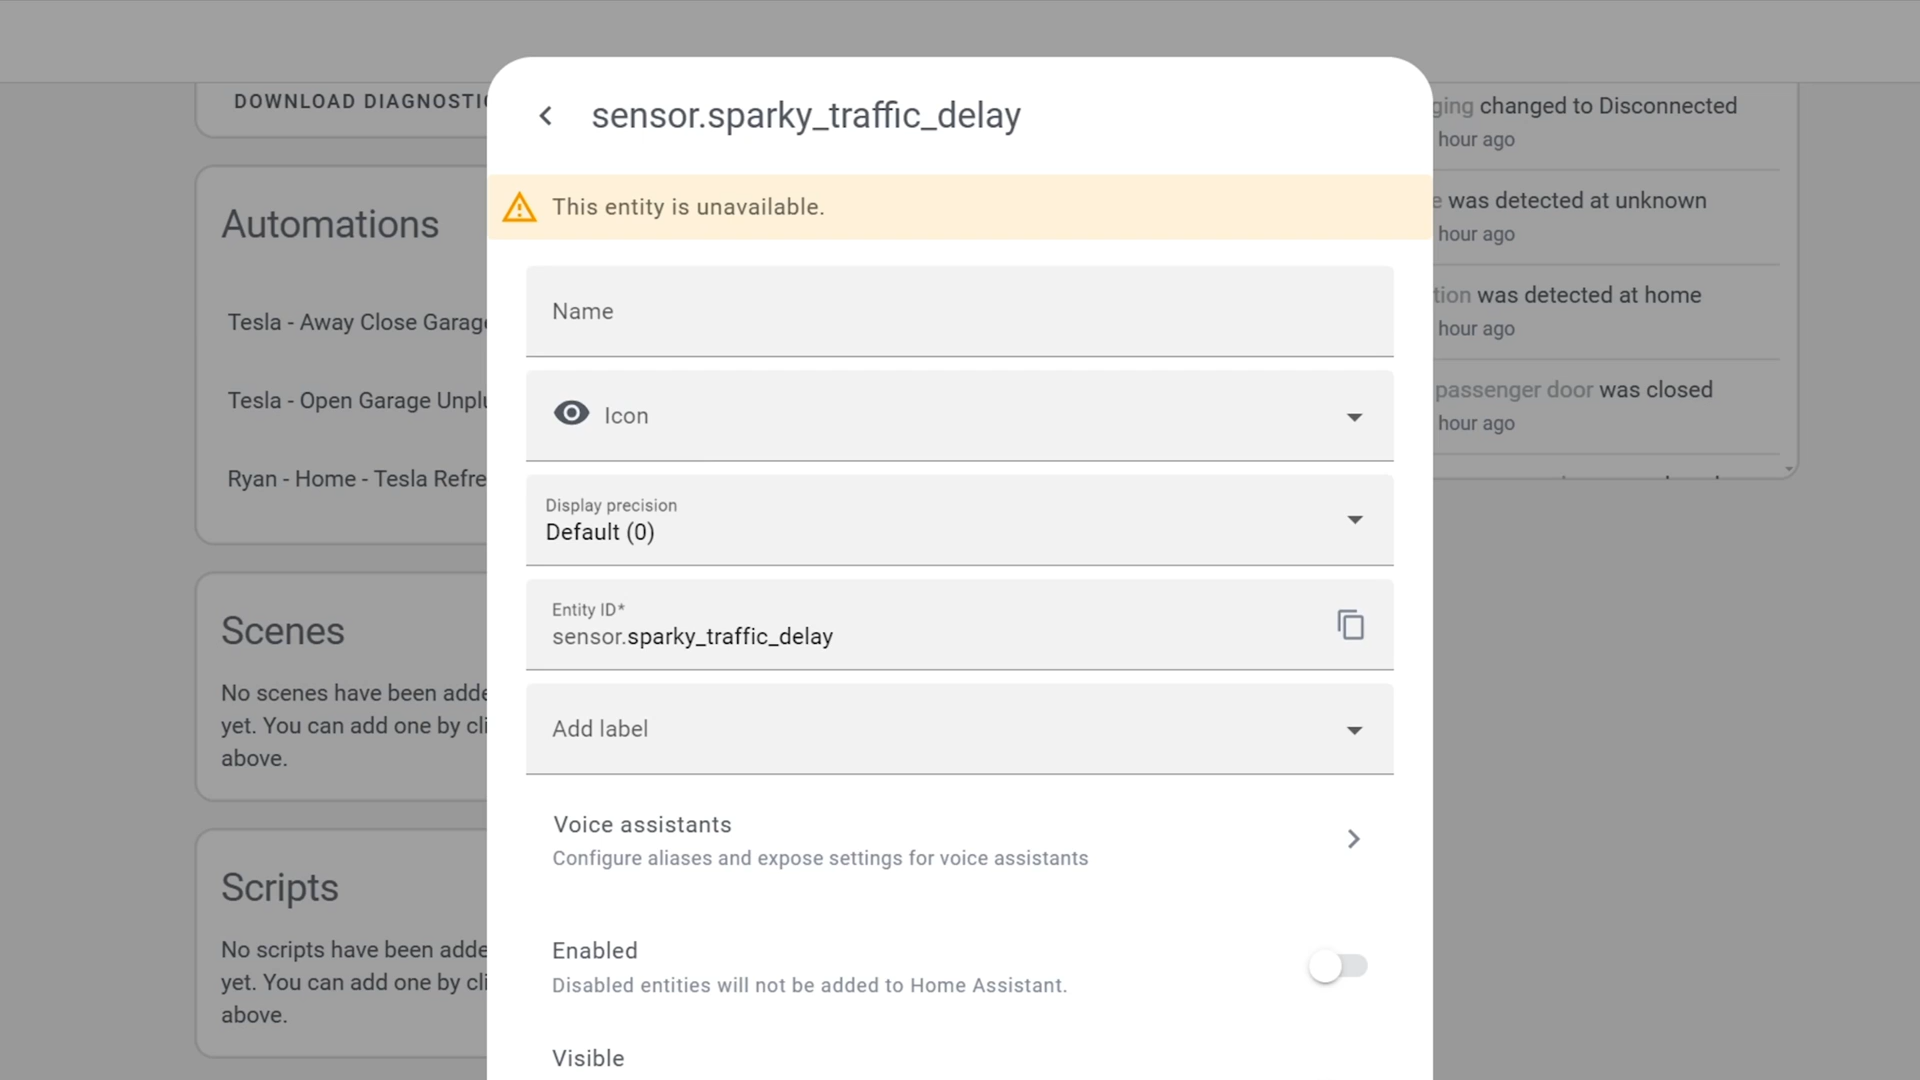 DOWNLOAD DIAGNOSTI
Automations
Tesla - Away Close Garag
Tesla - Open Garage Unpl
Ryan - Home - Tesla Refre
Scenes
No scenes have been adde
yet. You can add one by cli
above.
Scripts
No scripts have been adde
yet. You can add one by cli
above.
sensor.sparky_traffic_delay
This entity is unavailable.
Name
Icon
Display precision
Default (0)
Entity ID*
sensor.sparky_traffic_delay
Add label
Voice assistants
Configure aliases and expose settings for voice assistants
Enabled
Disabled entities will not be added to Home Assistant.
Visible
ging changed to Disconnected
hour ago
e was detected at unknown
hour ago
tion was detected at home
hour ago
passenger door was closed
hour ago